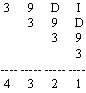 3 9 D I
3 9 D
3 9
3
---- ---- ---- ----
4 3 2 1